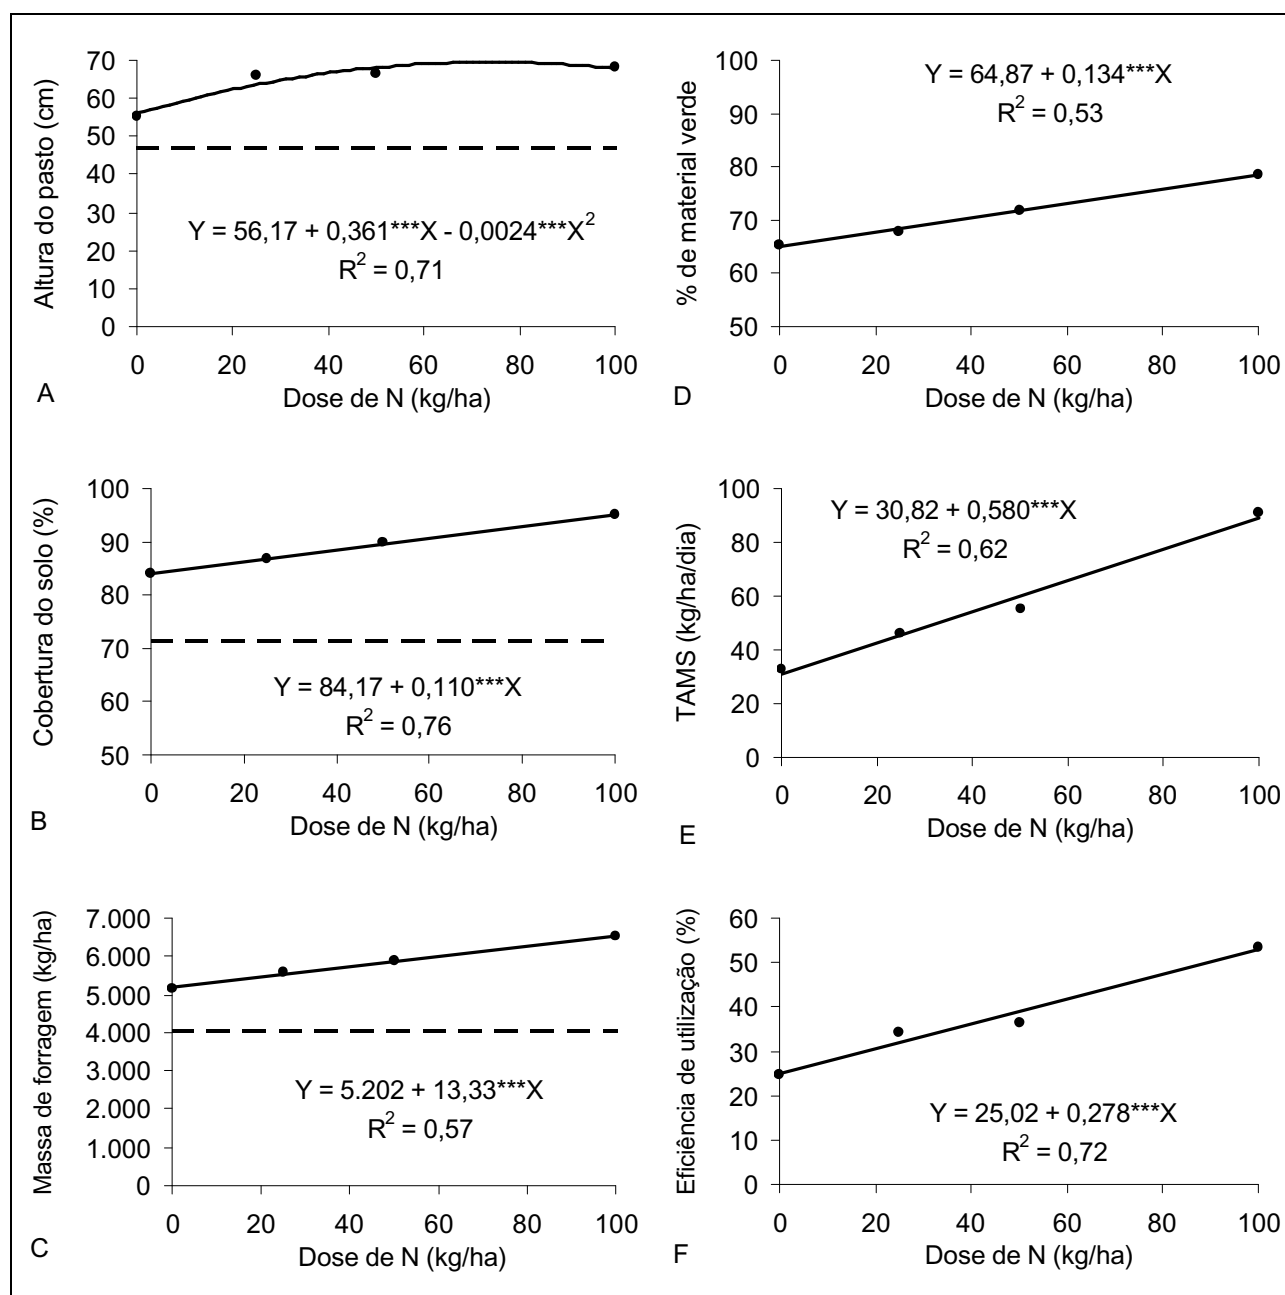 Altura do pasto (cm)
70
60
50
40
30
20
10
0
Y = 56,17 + 0,361***X - 0,0024***X²
R² = 0,71
0 20 40 60 80 100
Dose de N (kg/ha)
A
% de material verde
100
90
80
70
60
50
Y = 64,87 + 0,134***X
R² = 0,53
0 20 40 60 80 100
Dose de N (kg/ha)
D
Cobertura do solo (%)
100
90
80
70
60
50
Y = 84,17 + 0,110***X
R² = 0,76
0 20 40 60 80 100
Dose de N (kg/ha)
B
TAMS (kg/ha/dia)
100
80
60
40
20
0
Y = 30,82 + 0,580***X
R² = 0,62
0 20 40 60 80 100
Dose de N (kg/ha)
E
Massa de forragem (kg/ha)
7.000
6.000
5.000
4.000
3.000
2.000
1.000
0
Y = 5.202 + 13,33***X
R² = 0,57
0 20 40 60 80 100
Dose de N (kg/ha)
C
Eficiência de utilização (%)
60
50
40
30
20
10
0
Y = 25,02 + 0,278***X
R² = 0,72
0 20 40 60 80 100
Dose de N (kg/ha)
F